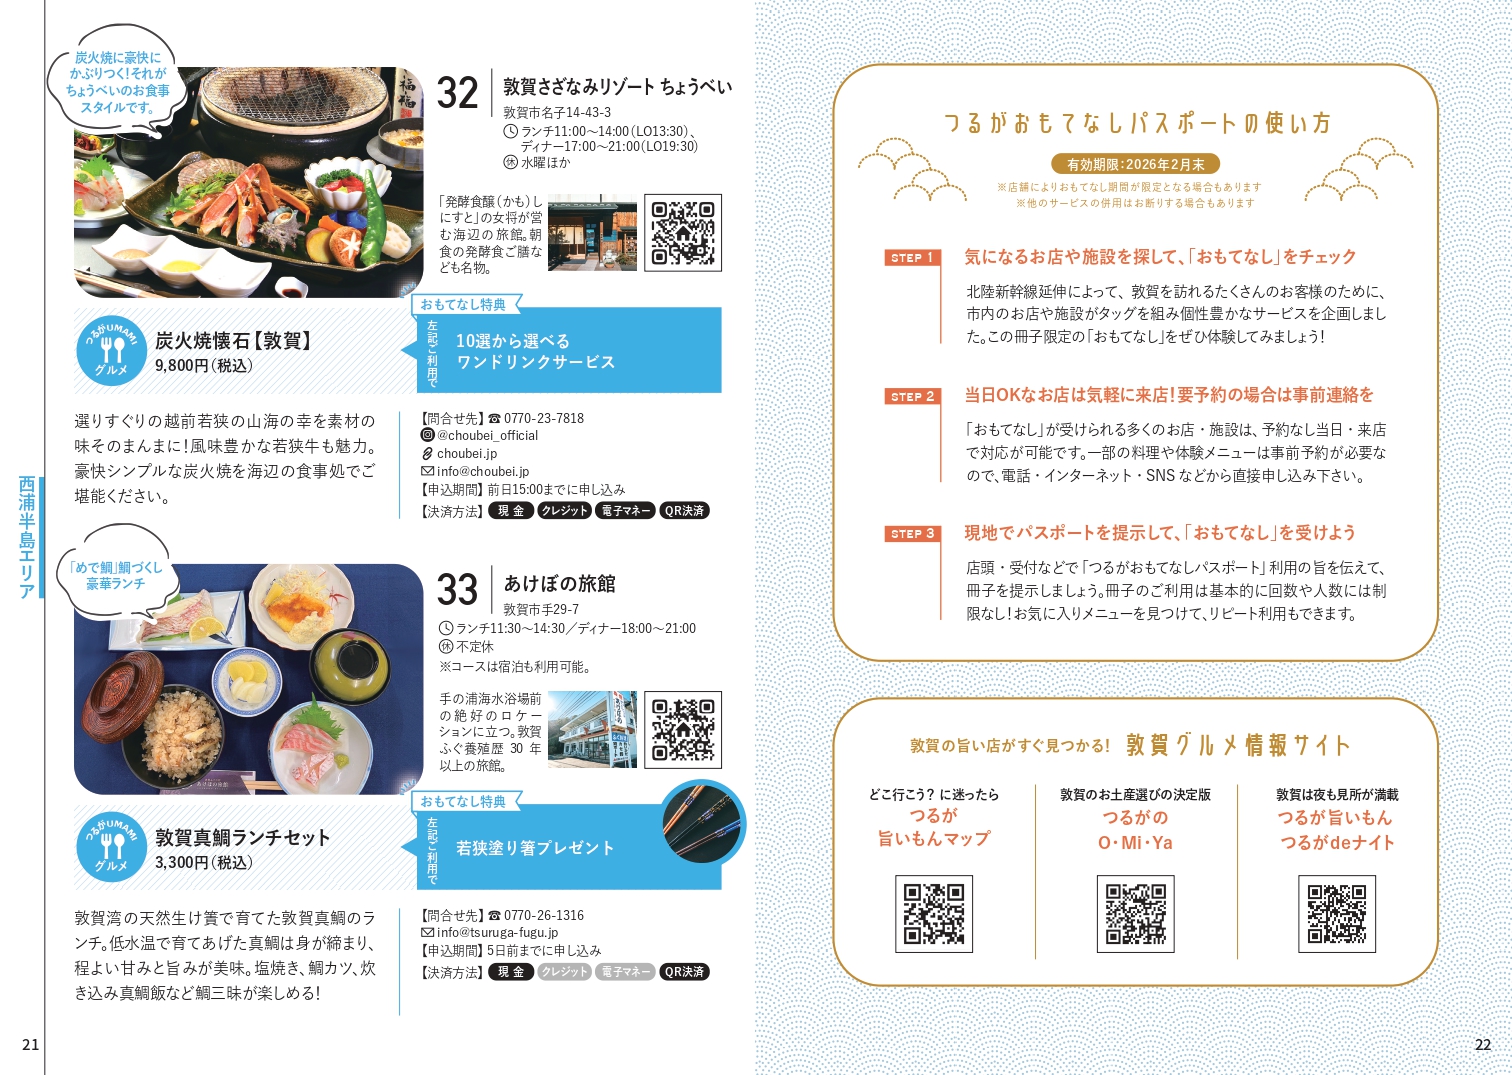 炭火焼に豪快に
かぶりつく！それが
ちょうべいのお食事
スタイルです。
32
敦賀さざなみリゾート ちょうべい
敦賀市名子14-43-3
ランチ11:00～14:00（LO13:30）、
ディナー17:00～21:00（LO19:30）
休 水曜ほか
「発酵食醸（かも）し
にすと」の女将が営
む海辺の旅館。朝
食の発酵食ご膳な
ども名物。
つるがUMAMI
グルメ
炭火焼懐石【敦賀】
9,800円（税込）
おもてなし特典
左記ご利用で
10選から選べる
ワンドリンクサービス
選りすぐりの越前若狭の山海の幸を素材の
味そのまんまに！風味豊かな若狭牛も魅力。
豪快シンプルな炭火焼を海辺の食事処でご
堪能ください。
【問合せ先】☎ 0770-23-7818
@choubei_official
choubei.jp
info@choubei.jp
【申込期間】前日15:00までに申し込み
【決済方法】 現 金 クレジット 電子マネー QR決済
西浦半島エリア
「めで鯛」鯛づくし
豪華ランチ
33
あけぼの旅館
敦賀市手29-7
ランチ11:30～14:30／ディナー18:00～21:00
休 不定休
※コースは宿泊も利用可能。
手の浦海水浴場前
の絶好のロケー
ションに立つ。敦賀
ふぐ養殖歴 30 年
以上の旅館。
つるがUMAMI
グルメ
敦賀真鯛ランチセット
3,300円（税込）
おもてなし特典
左記ご利用で
若狭塗り箸プレゼント
敦賀湾の天然生け簀で育てた敦賀真鯛のラ
ンチ。低水温で育てあげた真鯛は身が締まり、
程よい甘みと旨みが美味。塩焼き、鯛カツ、炊
き込み真鯛飯など鯛三昧が楽しめる！
【問合せ先】☎ 0770-26-1316
info@tsuruga-fugu.jp
【申込期間】5日前までに申し込み
【決済方法】 現 金 クレジット 電子マネー QR決済
21
つるがおもてなしパスポートの使い方
有効期限：2026年2月末
※店舗によりおもてなし期間が限定となる場合もあります
※他のサービスの併用はお断りする場合もあります
STEP 1
気になるお店や施設を探して、「おもてなし」をチェック
北陸新幹線延伸によって、敦賀を訪れるたくさんのお客様のために、
市内のお店や施設がタッグを組み個性豊かなサービスを企画しまし
た。この冊子限定の「おもてなし」をぜひ体験してみましょう！
STEP 2
当日OKなお店は気軽に来店！要予約の場合は事前連絡を
「おもてなし」が受けられる多くのお店・施設は、予約なし当日・来店
で対応が可能です。一部の料理や体験メニューは事前予約が必要な
ので、電話・インターネット・SNS などから直接申し込み下さい。
STEP 3
現地でパスポートを提示して、「おもてなし」を受けよう
店頭・受付などで「つるがおもてなしパスポート」利用の旨を伝えて、
冊子を提示しましょう。冊子のご利用は基本的に回数や人数には制
限なし！お気に入りメニューを見つけて、リピート利用もできます。
敦賀の旨い店がすぐ見つかる！ 敦賀グルメ情報サイト
どこ行こう？ に迷ったら
つるが
旨いもんマップ
敦賀のお土産選びの決定版
つるがの
O・Mi・Ya
敦賀は夜も見所が満載
つるが旨いもん
つるがdeナイト
22